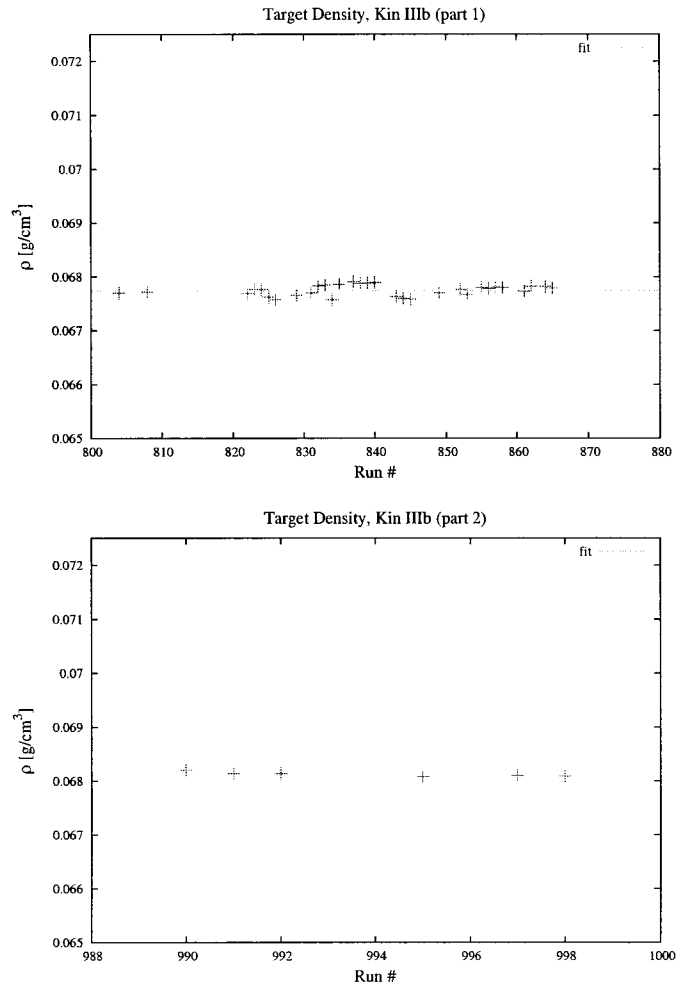 Target Density, Kin IIIb (part 1)
fit
0.072
0.071
0.07
0.069
0.068
0.067
0.066
0.065
ρ [g/cm³]
800 810 820 830 840 850 860 870 880
Run #
Target Density, Kin IIIb (part 2)
fit
0.072
0.071
0.07
0.069
0.068
0.067
0.066
0.065
ρ [g/cm³]
988 990 992 994 996 998 1000
Run #